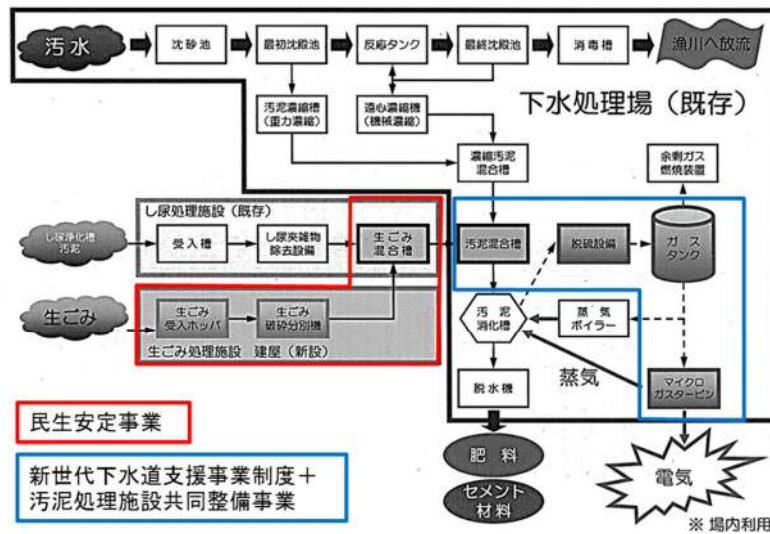 汚水
沈砂池
最初沈殿池
反応タンク
最終沈殿池
消毒槽
漁川へ放流
汚泥濃縮槽
(重力濃縮)
遠心濃縮機
(機械濃縮)
下水処理場(既存)
濃縮汚泥
混合槽
余剰ガス
燃焼装置
し尿処理施設(既存)
し尿浄化槽
汚泥
受入槽
し尿夾雑物
除去設備
生ごみ
混合槽
汚泥混合槽
脱硫設備
ガス
タンク
生ごみ
生ごみ
受入ホッパ
生ごみ
破砕分別機
生ごみ処理施設 建屋(新設)
汚泥
消化槽
蒸気
ボイラー
蒸気
脱水機
マイクロ
ガスタービン
民生安定事業
新世代下水道支援事業制度+
汚泥処理施設共同整備事業
肥料
セメント
材料
電気
※ 場内利用